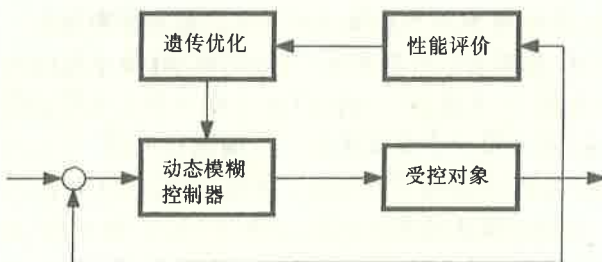 遗传优化
性能评价
动态模糊
控制器
受控对象